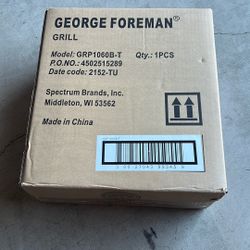 GEORGE FOREMAN®
GRILL
Model: GRP1060B-T Qty.: 1PCS
P.O.NO.: 4502515289
Date code: 2152-TU
Spectrum Brands, Inc.
Middleton, WI 53562
Made in China